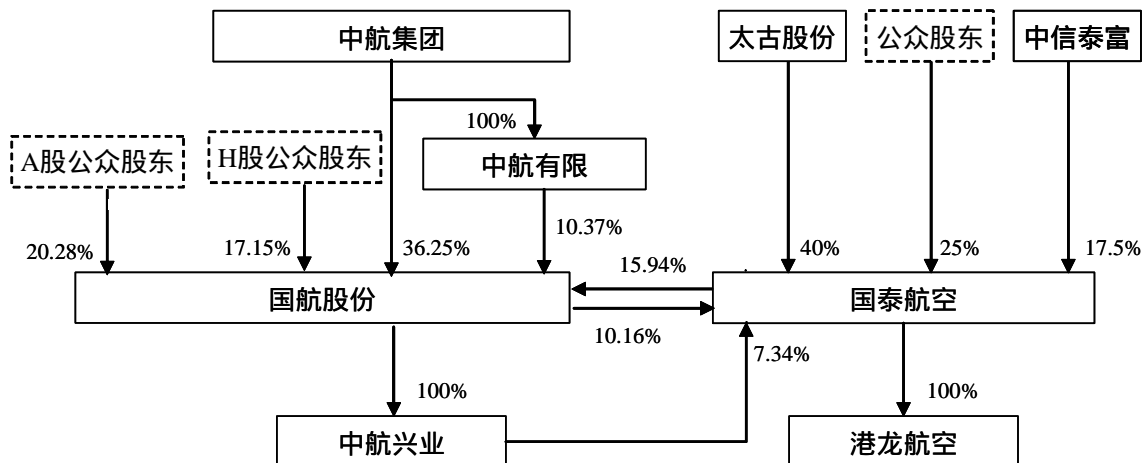 中航集团
太古股份
公众股东
中信泰富
100%
A股公众股东
H股公众股东
中航有限
20.28%
17.15%
36.25%
10.37%
15.94%
40%
25%
17.5%
国航股份
国泰航空
10.16%
7.34%
100%
100%
中航兴业
港龙航空